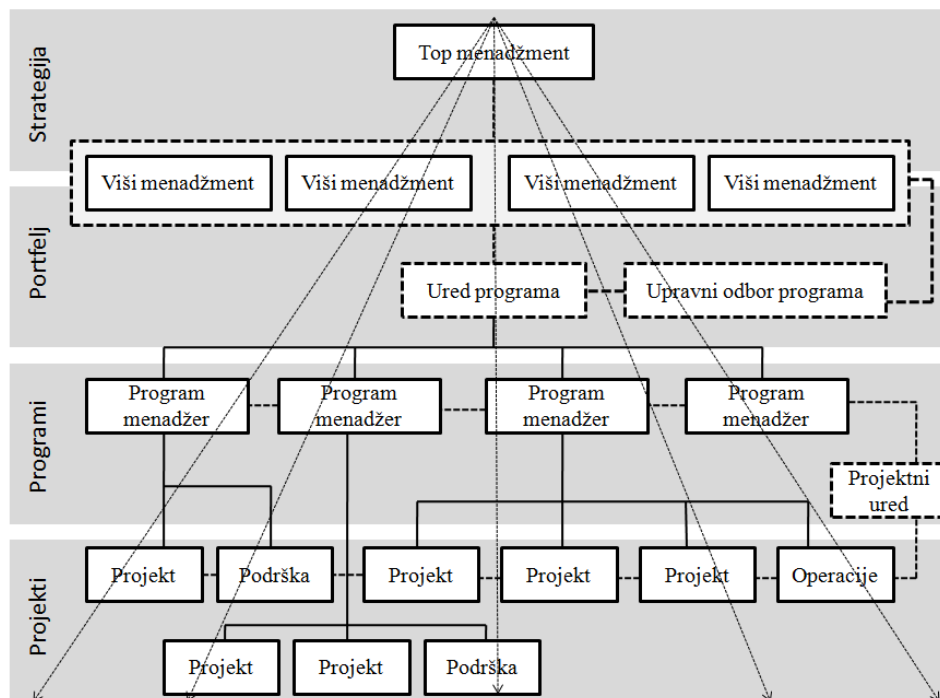 Strategija
Top menadžment
Viši menadžment
Viši menadžment
Viši menadžment
Viši menadžment
Portfelj
Ured programa
Upravni odbor programa
Programi
Program
menadžer
Program
menadžer
Program
menadžer
Program
menadžer
Projektni
ured
Projekti
Projekt
Podrška
Projekt
Projekt
Projekt
Operacije
Projekt
Projekt
Podrška